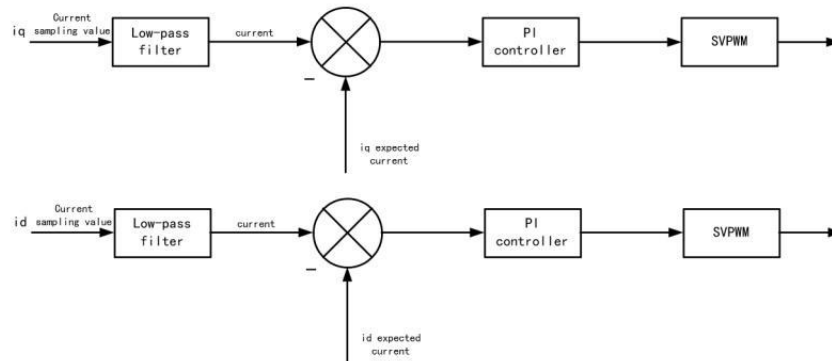 Current
iq sampling value
Low-pass
filter
current
PI
controller
SVPWM
−
iq expected
current
Current
id sampling value
Low-pass
filter
current
PI
controller
SVPWM
−
id expected
current